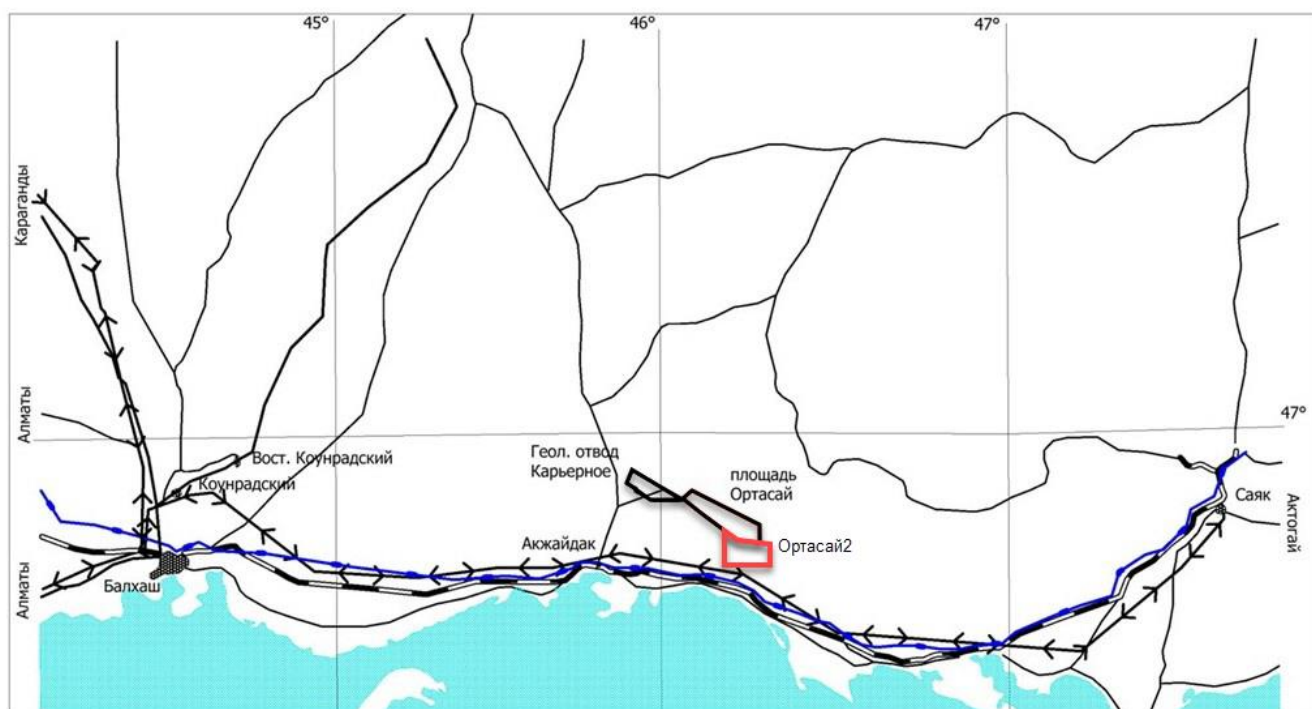 45°
46°
47°
Караганды
Алматы
47°
Вост. Коунрадский
Коунрадский
Геол. отвод
Карьерное
площадь
Ортасай
Саяк
Актогай
Акжайдак
Ортасай2
Балхаш
Алматы